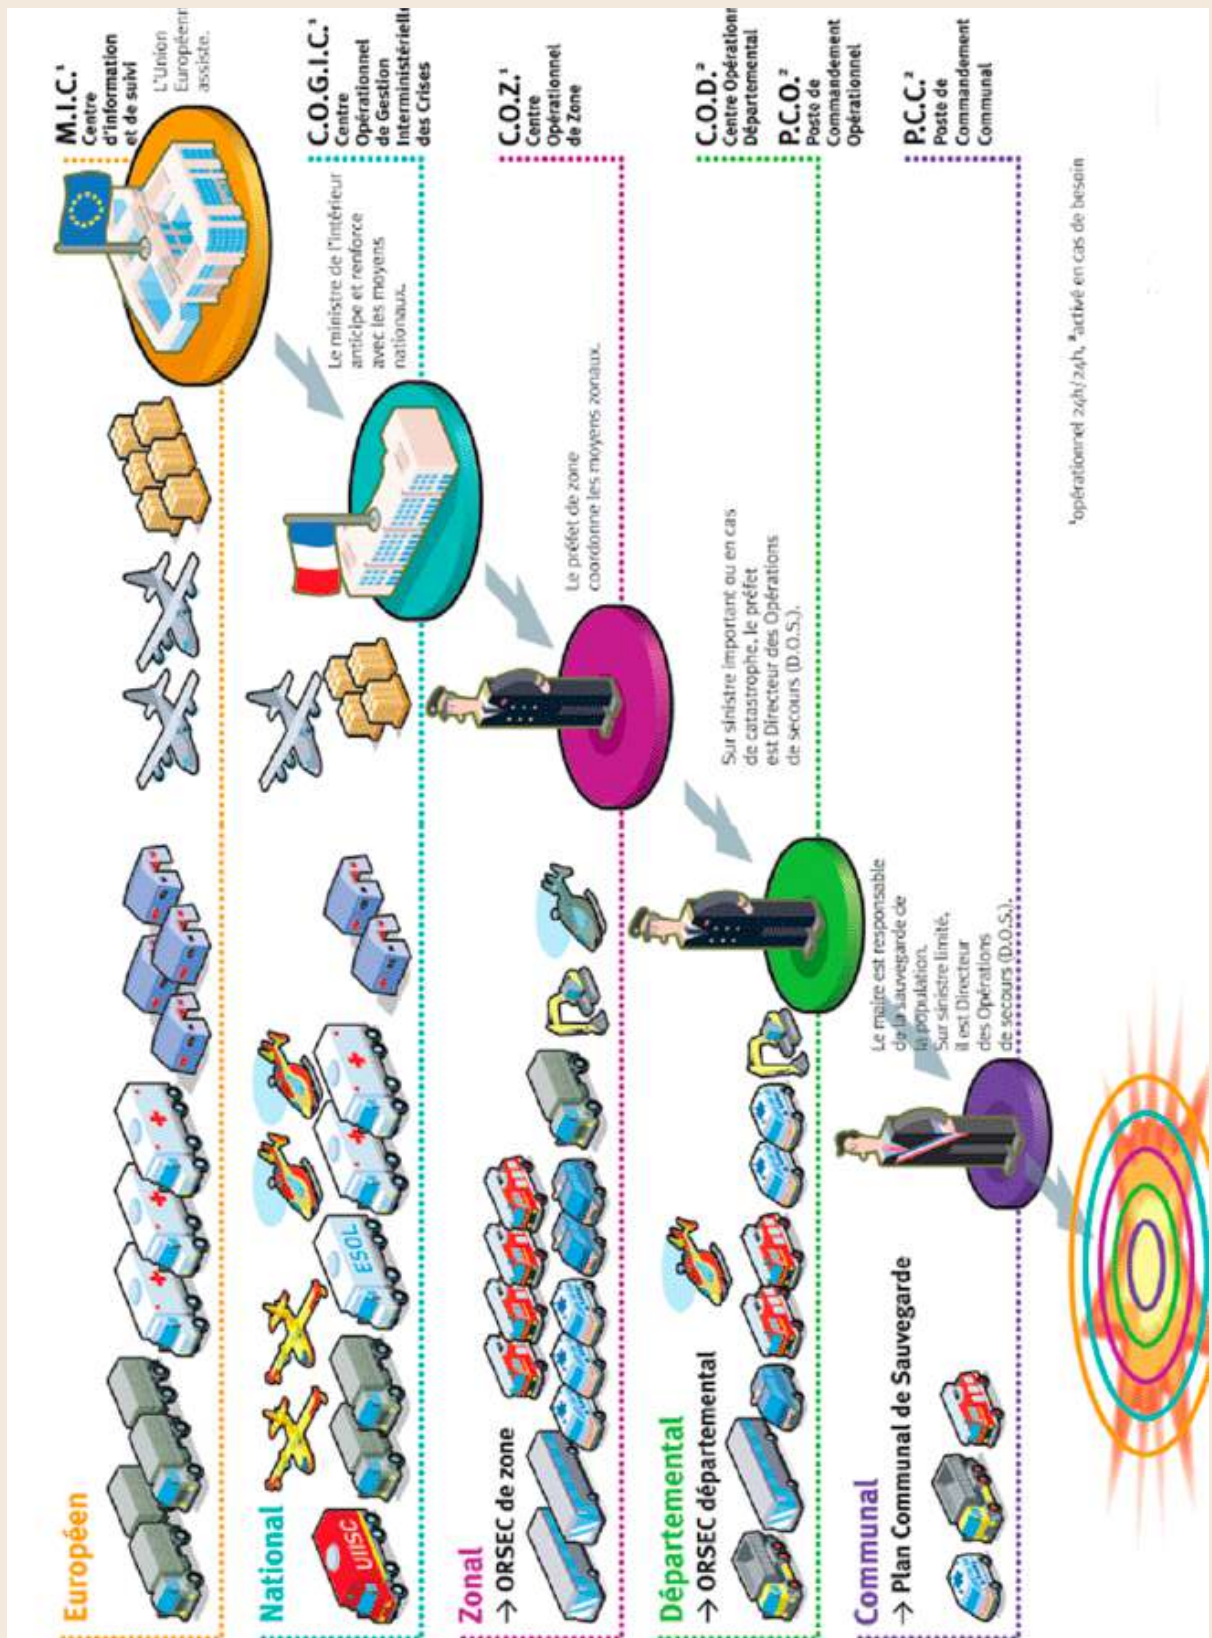 Européen
M.I.C.¹
Centre
d'information
et de suivi
L'Union
assiste.
National
C.O.G.I.C.¹
Centre
Opérationnel
de Gestion
Interministérielle
des Crises
Le ministre de l'intérieur
anticipe et renforce
avec les moyens
nationaux.
UIISC
ESOL
Zonal
→ ORSEC de zone
C.O.Z.¹
Centre
Opérationnel
de Zone
Le préfet de zone
coordonne les moyens zonaux.
Départemental
→ ORSEC départemental
C.O.D.²
Centre Opération
Départemental
P.C.O.²
Poste de
Commandement
Opérationnel
Sur sinistre important ou en cas
de catastrophe, le préfet
est Directeur des Opérations
de secours (D.O.S.).
Communal
→ Plan Communal de Sauvegarde
P.C.C.²
Poste de
Commandement
Communal
Le maire est responsable
de la sauvegarde de
la population.
Sur sinistre limité,
il est Directeur
des Opérations
de secours (D.O.S.).
¹opérationnel 24h/24h, ²activé en cas de besoin